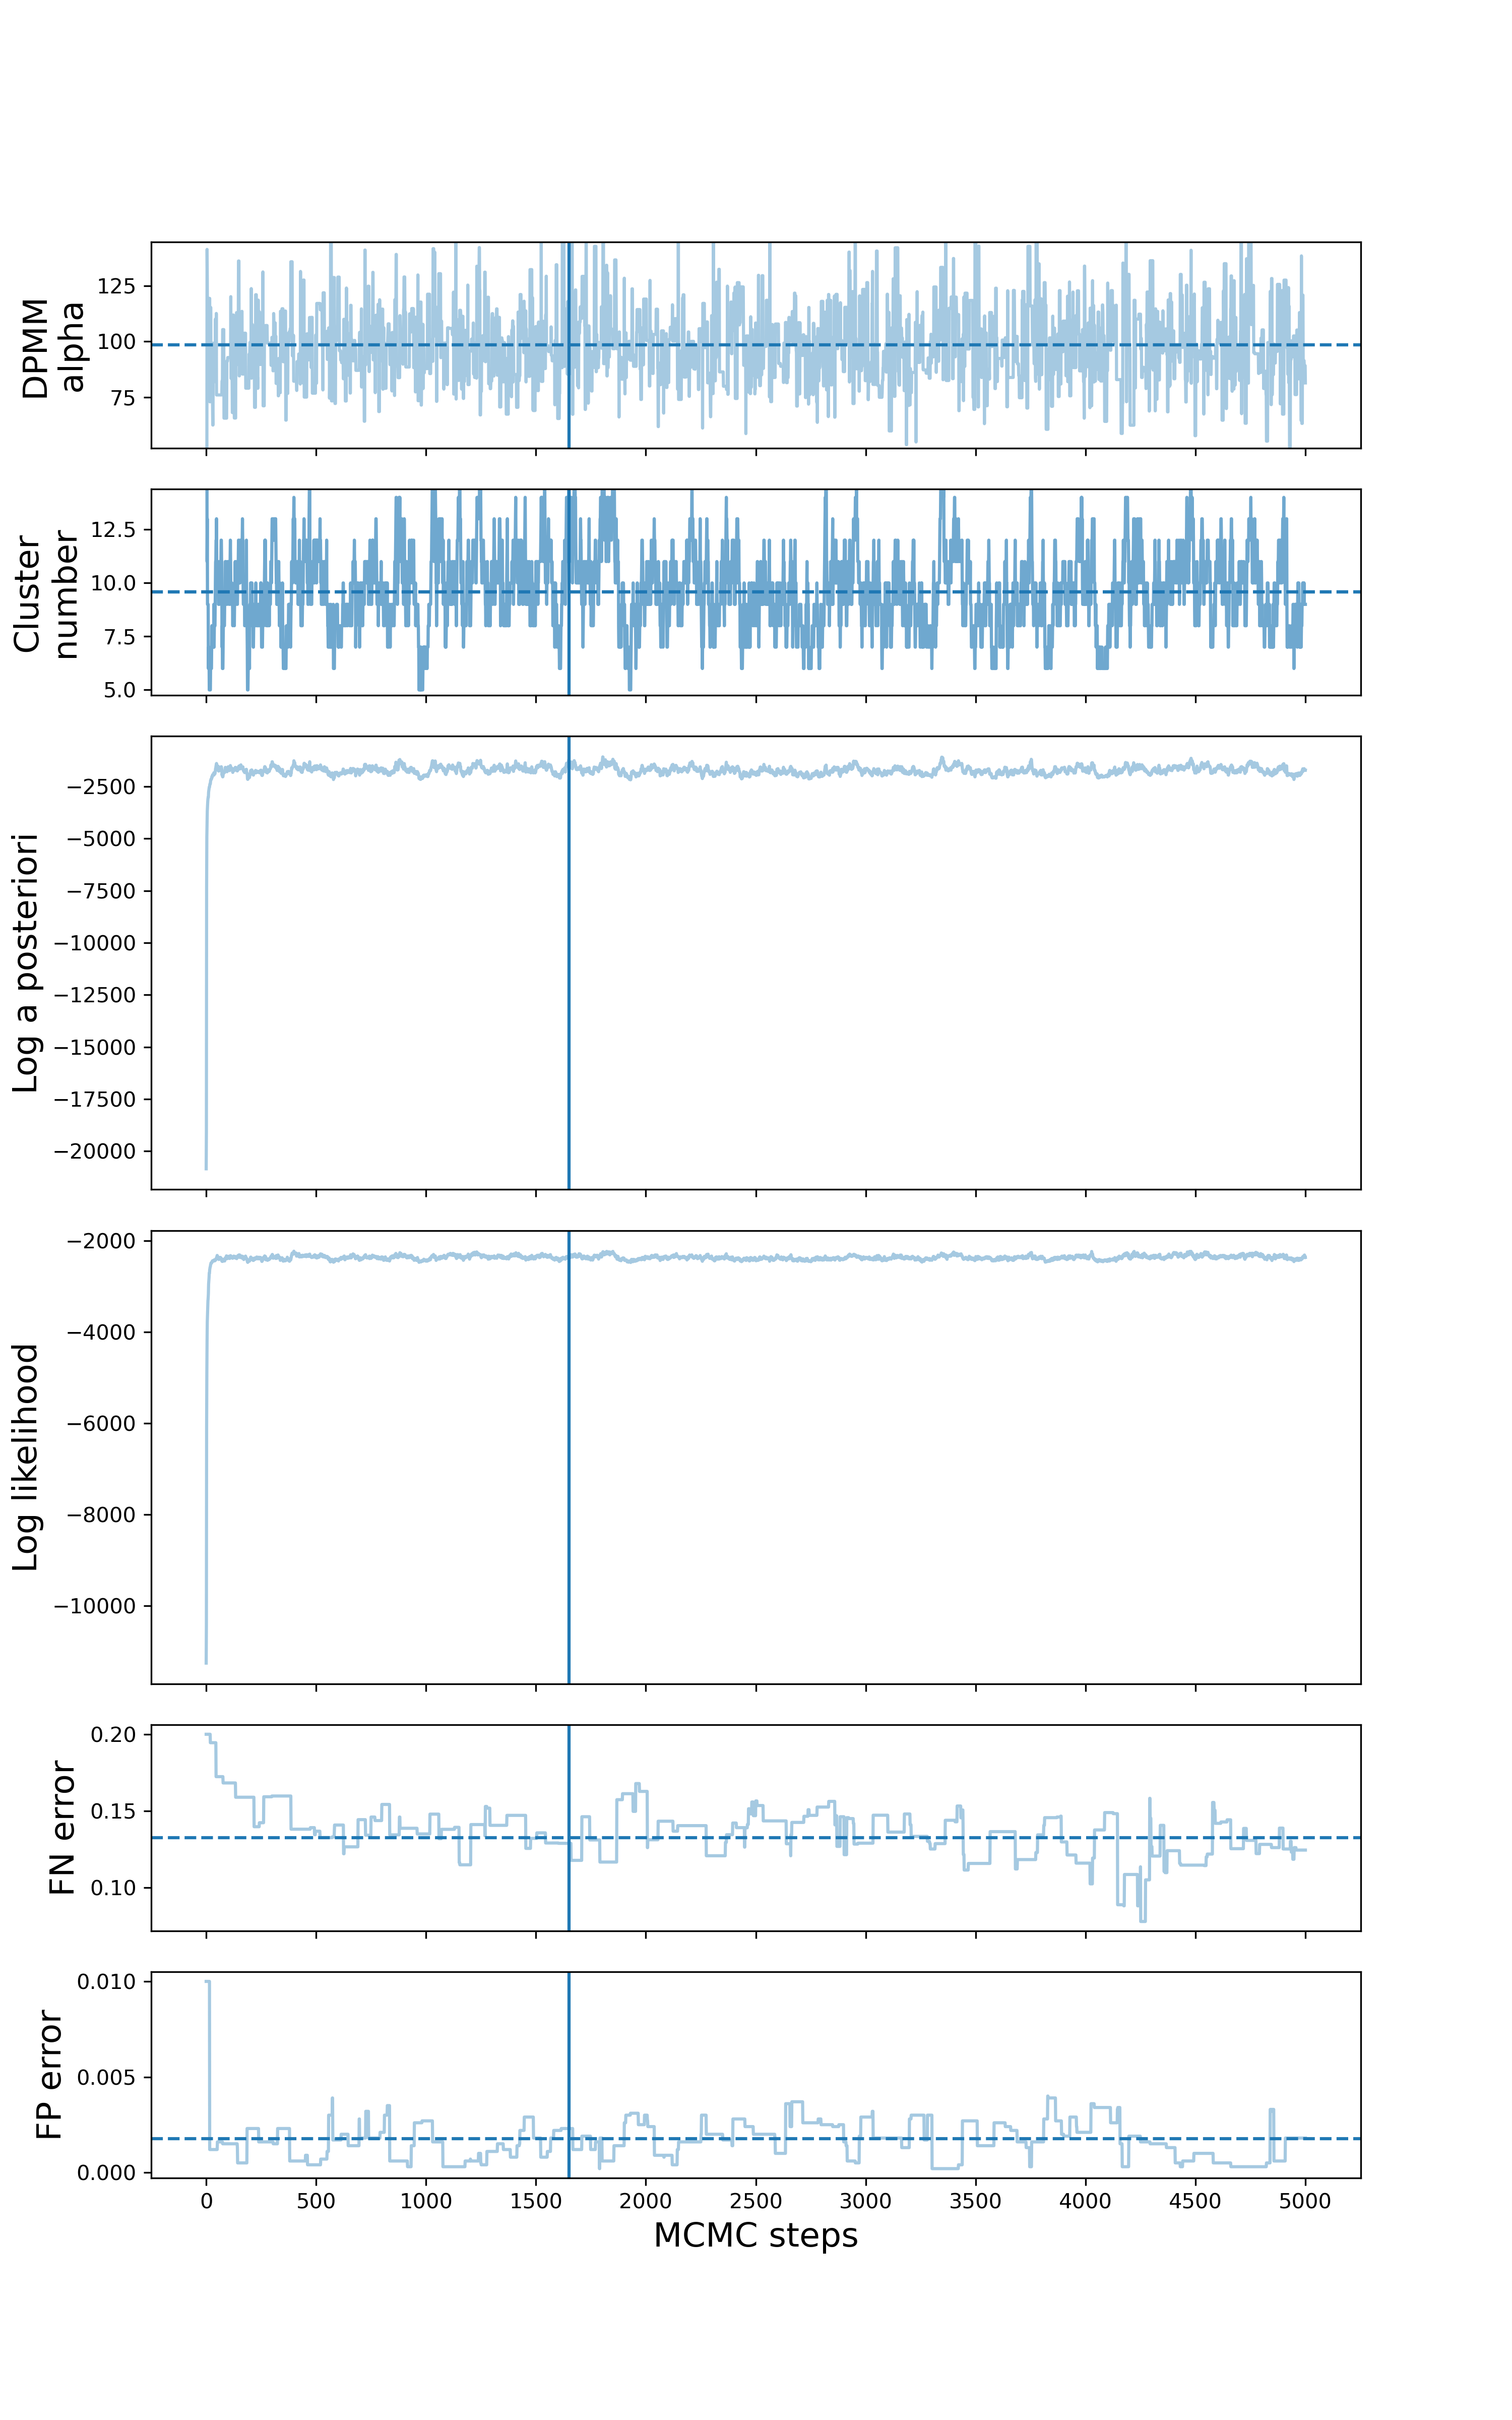 DPMM
alpha
125
100
75
Cluster
number
12.5
10.0
7.5
5.0
Log a posteriori
−2500
−5000
−7500
−10000
−12500
−15000
−17500
−20000
Log likelihood
−2000
−4000
−6000
−8000
−10000
FN error
0.20
0.15
0.10
FP error
0.010
0.005
0.000
0 500 1000 1500 2000 2500 3000 3500 4000 4500 5000
MCMC steps